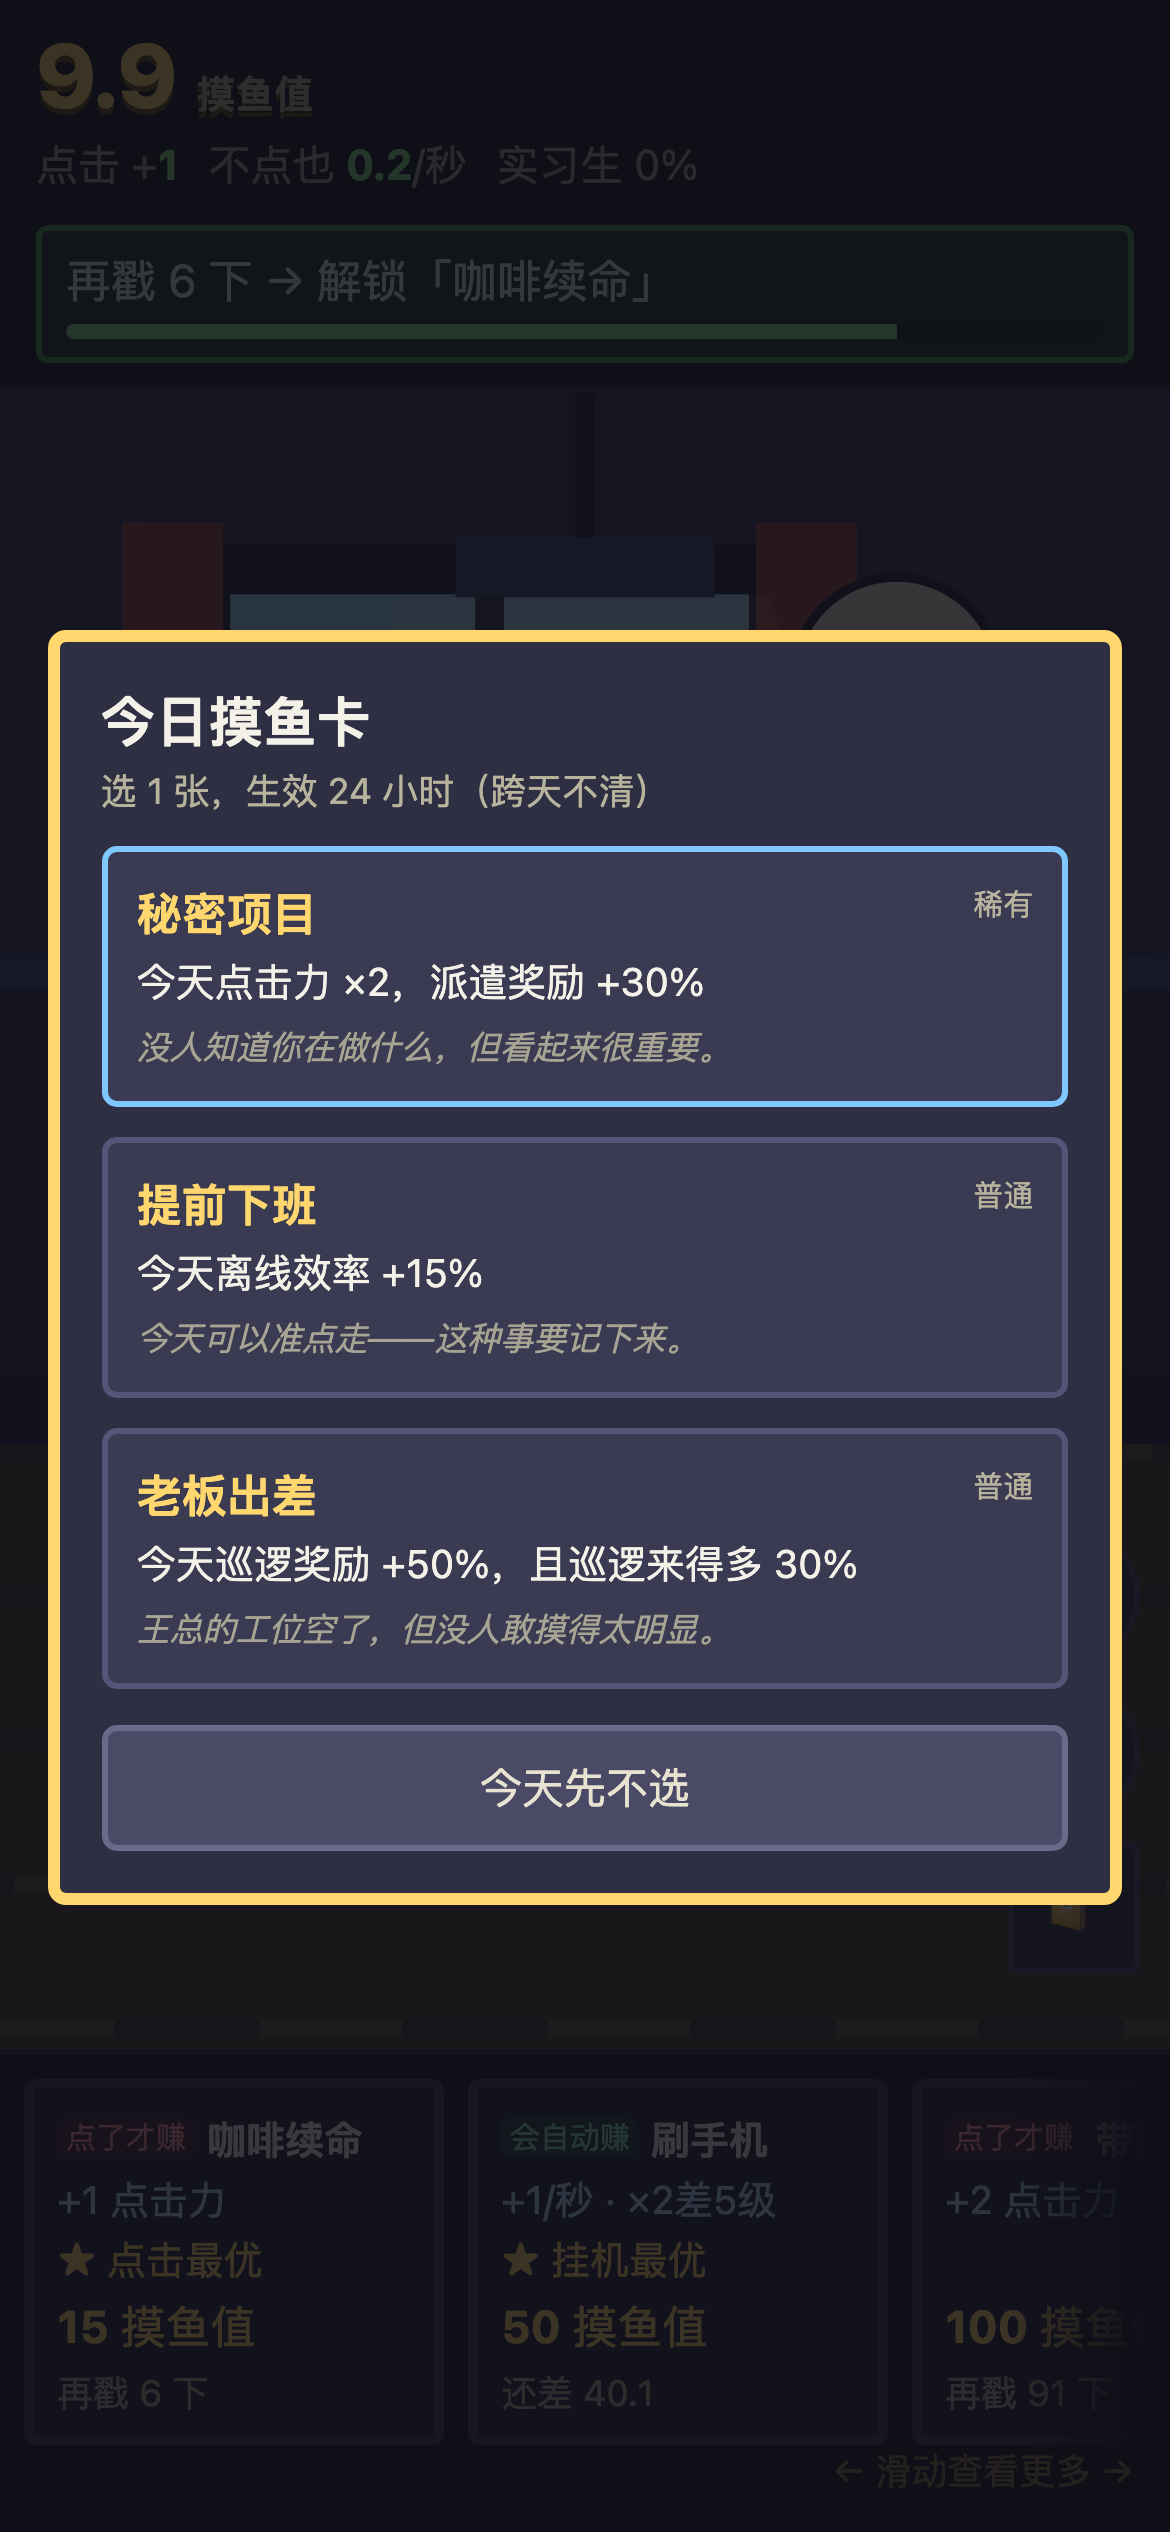 9.9 摸鱼值
点击 +1 不点也 0.2/秒 实习生 0%
再戳 6 下 → 解锁「咖啡续命」
今日摸鱼卡
选 1 张，生效 24 小时（跨天不清）
秘密项目 稀有
今天点击力 ×2，派遣奖励 +30%
没人知道你在做什么，但看起来很重要。
提前下班 普通
今天离线效率 +15%
今天可以准点走——这种事要记下来。
老板出差 普通
今天巡逻奖励 +50%，且巡逻来得多 30%
王总的工位空了，但没人敢摸得太明显。
今天先不选
点了才赚 咖啡续命
+1 点击力
★ 点击最优
15 摸鱼值
再戳 6 下
会自动赚 刷手机
+1/秒 · ×2差5级
★ 挂机最优
50 摸鱼值
还差 40.1
点了才赚 带
+2 点击力
100 摸鱼
再戳 91 下
← 滑动查看更多 →